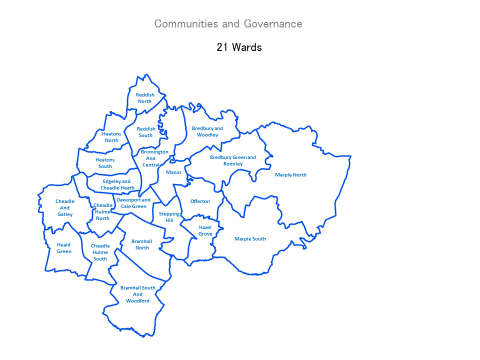 Communities and Governance
21 Wards
Reddish
North
Reddish
South
Heatons
North
Bredbury and
Woodley
Brinnington
And
Central
Heatons
South
Bredbury Green and
Romiley
Manor
Marple North
Edgeley and
Cheadle Heath
Cheadle
And
Gatley
Cheadle
Hulme
North
Davenport and
Cale Green
Offerton
Stepping
Hill
Hazel
Grove
Marple South
Heald
Green
Cheadle
Hulme
South
Bramhall
North
Bramhall South
And
Woodford